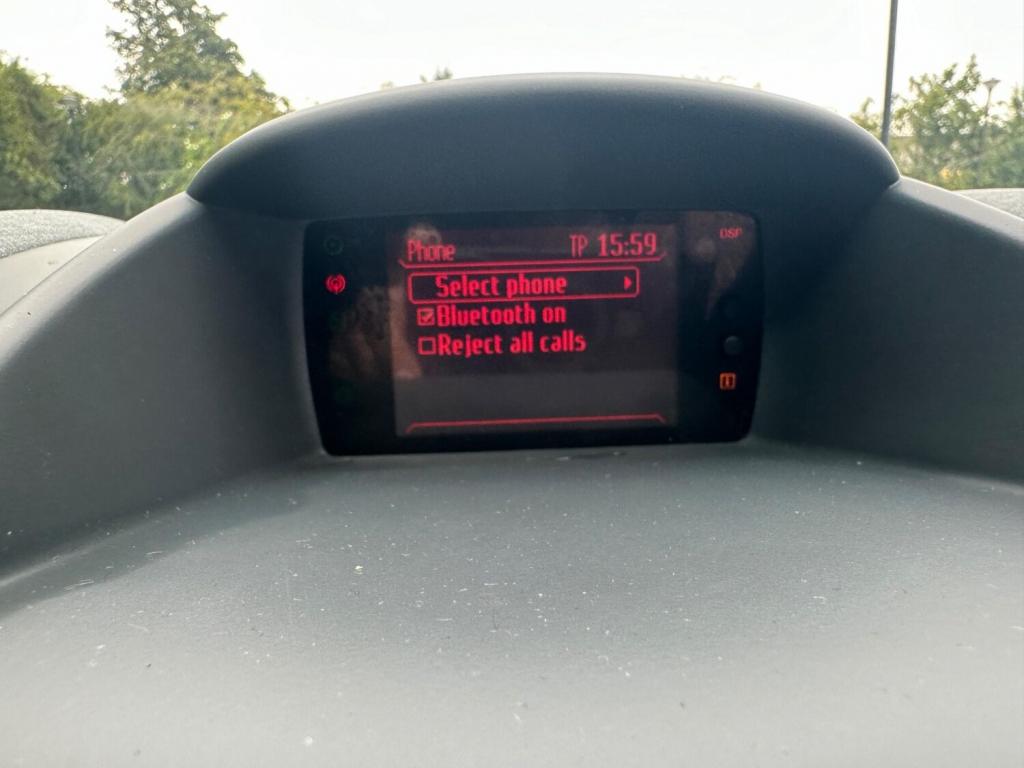 Phone TP 15:59 DSP
Select phone
Bluetooth on
Reject all calls